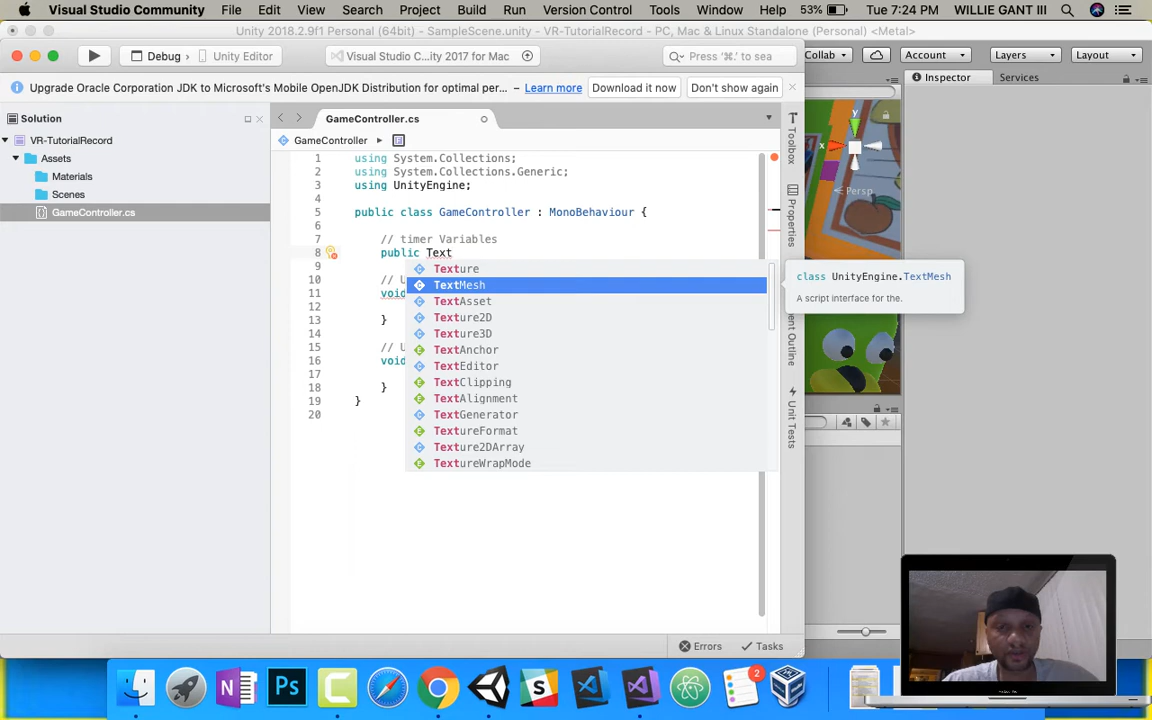 Visual Studio Community File Edit View Search Project Build Run Version Control Tools Window Help 53% Tue 7:24 PM WILLIE GANT III
Unity 2018.2.9f1 Personal (64bit) - SampleScene.unity - VR-TutorialRecord - PC, Mac & Linux Standalone (Personal) <Metal>
Debug › Unity Editor Visual Studio C...ity 2017 for Mac Press '⌘.' to sea Collab Account Layers Layout
Inspector Services
Upgrade Oracle Corporation JDK to Microsoft's Mobile OpenJDK Distribution for optimal per... – Learn more Download it now Don't show again
Solution GameController.cs
VR-TutorialRecord GameController
Assets
Materials
Scenes
GameController.cs
1 using System.Collections;
2 using System.Collections.Generic;
3 using UnityEngine;
4
5 public class GameController : MonoBehaviour {
6
7 // timer Variables
8 public Text
9 Texture
10 // U TextMesh
11 void TextAsset
12 Texture2D
13 } Texture3D
14 TextAnchor
15 // U TextEditor
16 void TextClipping
17 TextAlignment
18 } TextGenerator
19 } TextureFormat
20 Texture2DArray
TextureWrapMode
class UnityEngine.TextMesh
A script interface for the.
Toolbox
Properties
ent Outline
Unit Tests
y
x
Persp
Errors Tasks
N
Ps
S
2